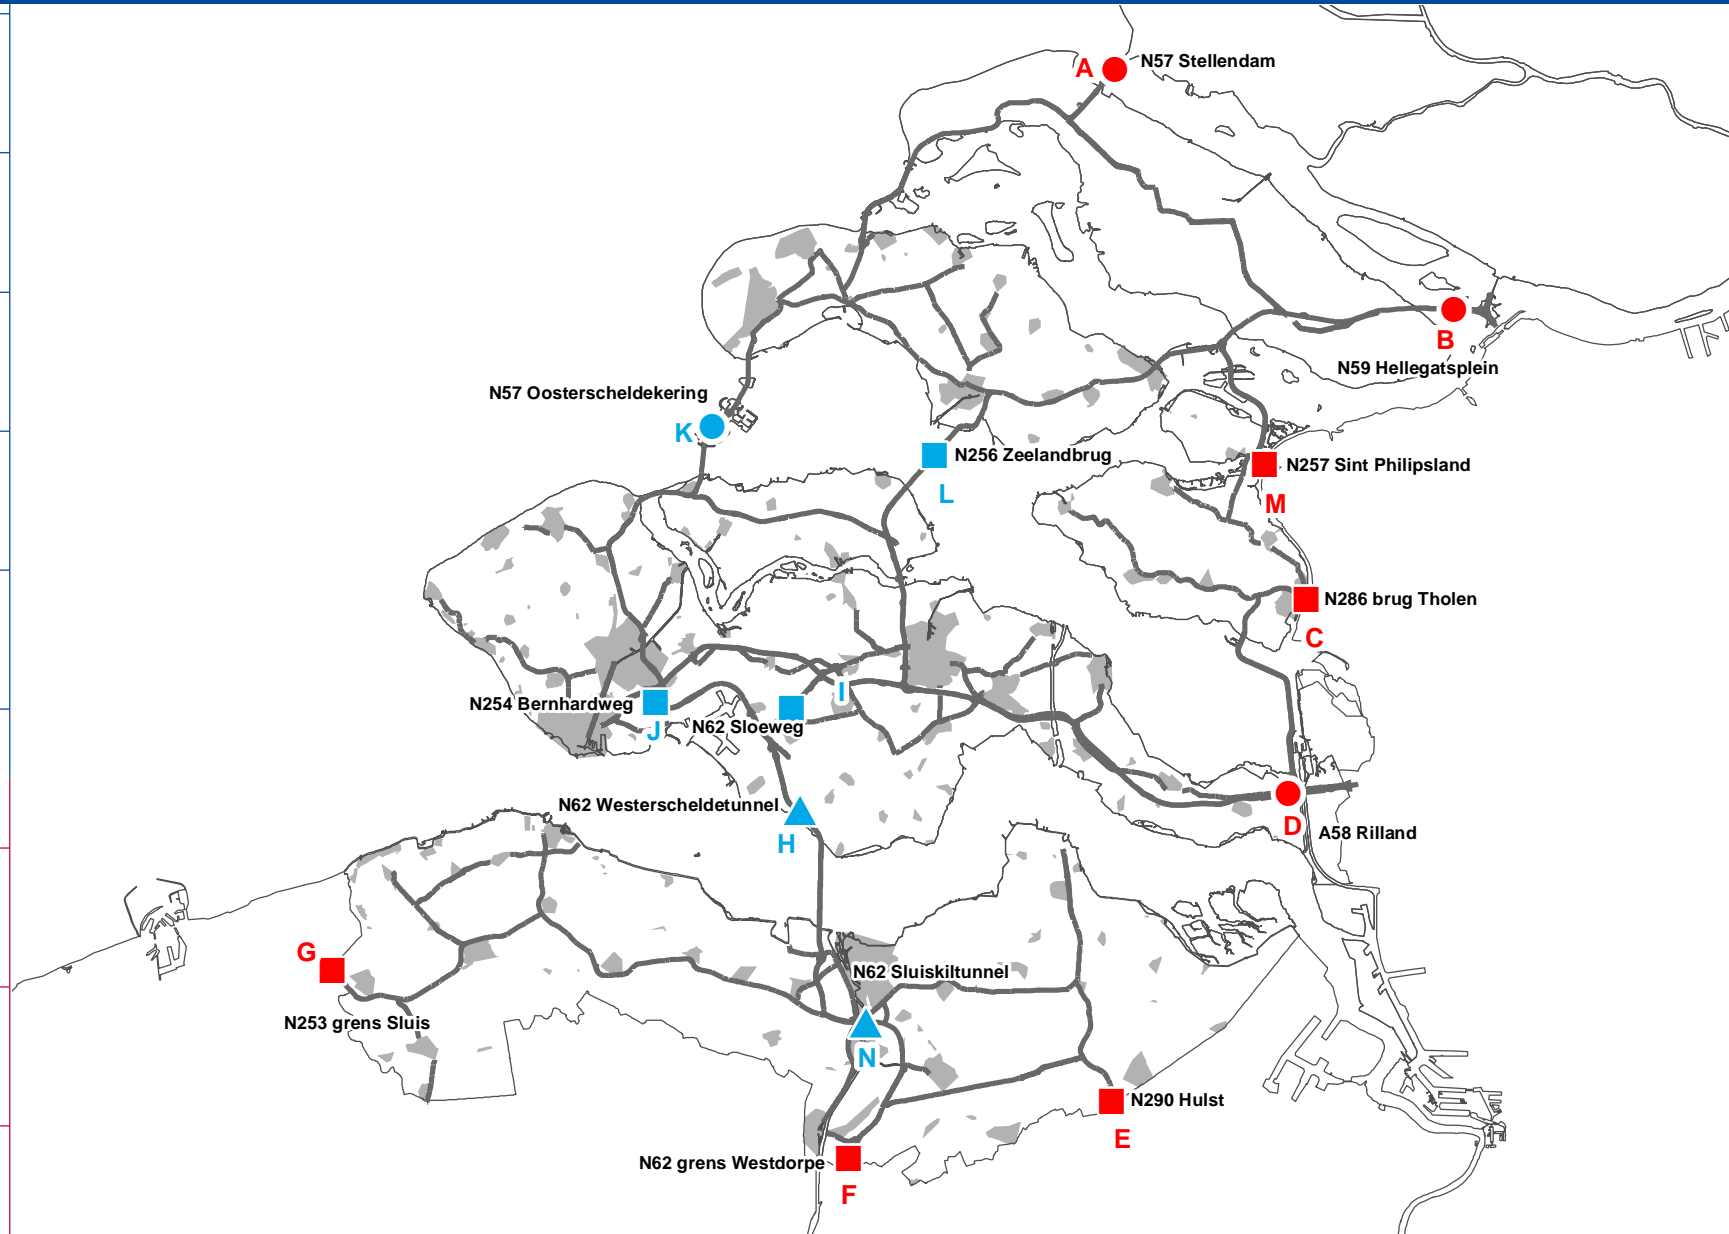 A
N57 Stellendam
B
N59 Hellegatsplein
N57 Oosterscheldekering
K
N256 Zeelandbrug
L
N257 Sint Philipsland
M
N286 brug Tholen
C
I
N254 Bernhardweg
J
N62 Sloeweg
N62 Westerscheldetunnel
H
D
A58 Rilland
G
N253 grens Sluis
N62 Sluiskiltunnel
N
N290 Hulst
E
N62 grens Westdorpe
F